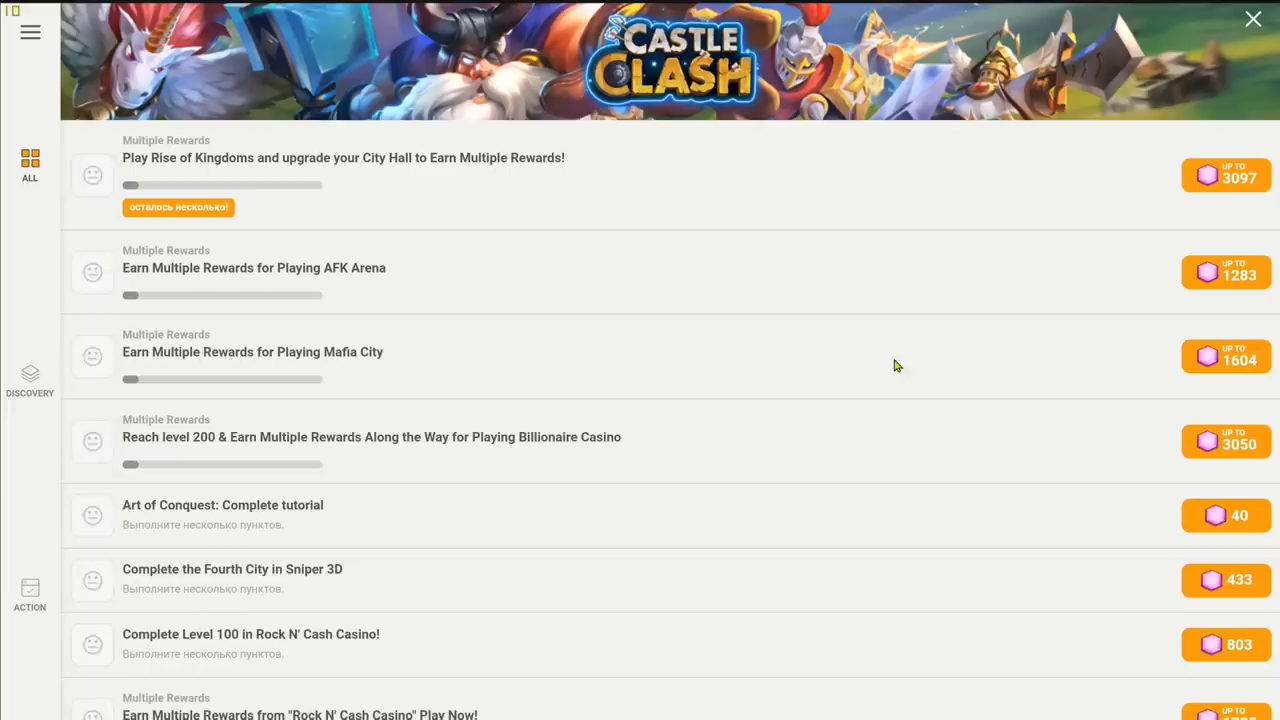 10
CASTLE
CLASH
ALL
DISCOVERY
ACTION
Multiple Rewards
Play Rise of Kingdoms and upgrade your City Hall to Earn Multiple Rewards!
осталось несколько!
UP TO
3097
Multiple Rewards
Earn Multiple Rewards for Playing AFK Arena
UP TO
1283
Multiple Rewards
Earn Multiple Rewards for Playing Mafia City
UP TO
1604
Multiple Rewards
Reach level 200 & Earn Multiple Rewards Along the Way for Playing Billionaire Casino
UP TO
3050
Art of Conquest: Complete tutorial
Выполните несколько пунктов.
40
Complete the Fourth City in Sniper 3D
Выполните несколько пунктов.
433
Complete Level 100 in Rock N' Cash Casino!
Выполните несколько пунктов.
803
Multiple Rewards
Earn Multiple Rewards from "Rock N' Cash Casino" Play Now!
UP TO